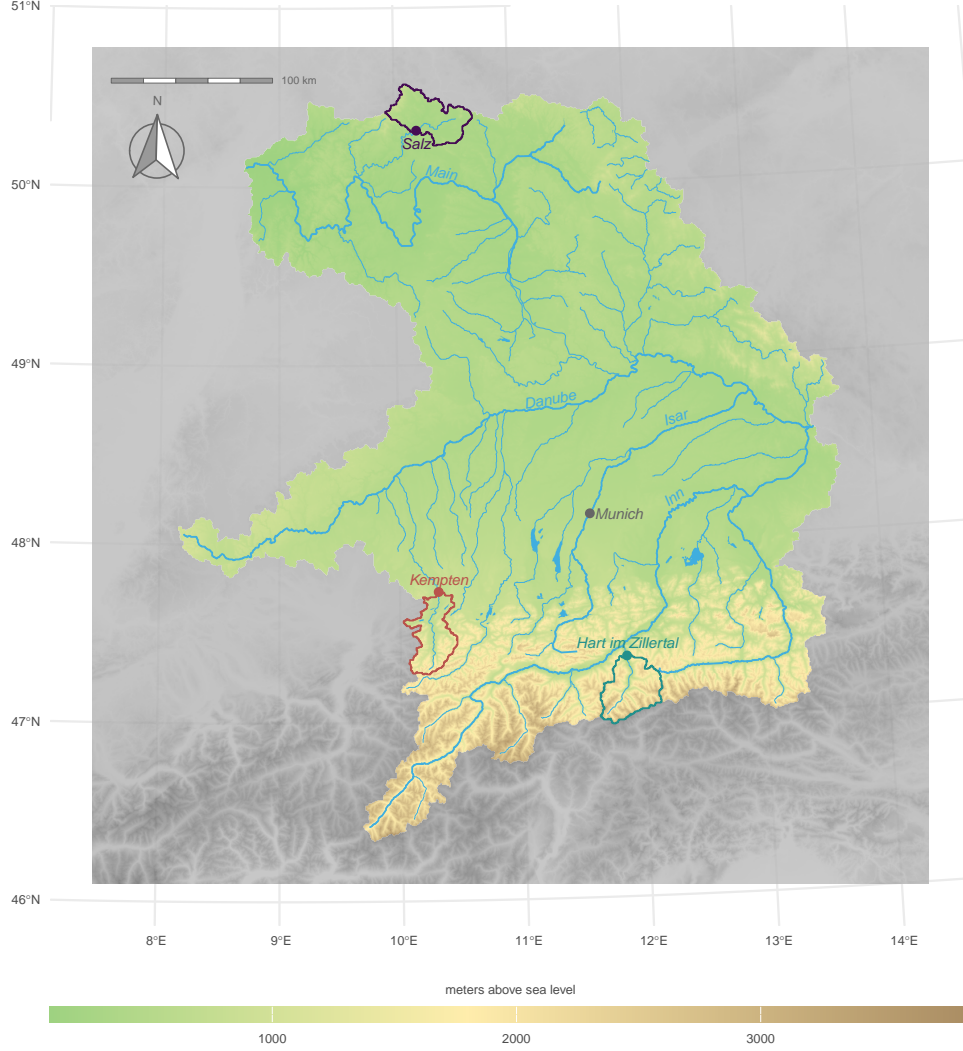 51°N
100 km
N
Salz
Main
50°N
49°N
Danube
Isar
Inn
Munich
48°N
Kempten
Hart im Zillertal
47°N
46°N
8°E
9°E
10°E
11°E
12°E
13°E
14°E
meters above sea level
1000
2000
3000